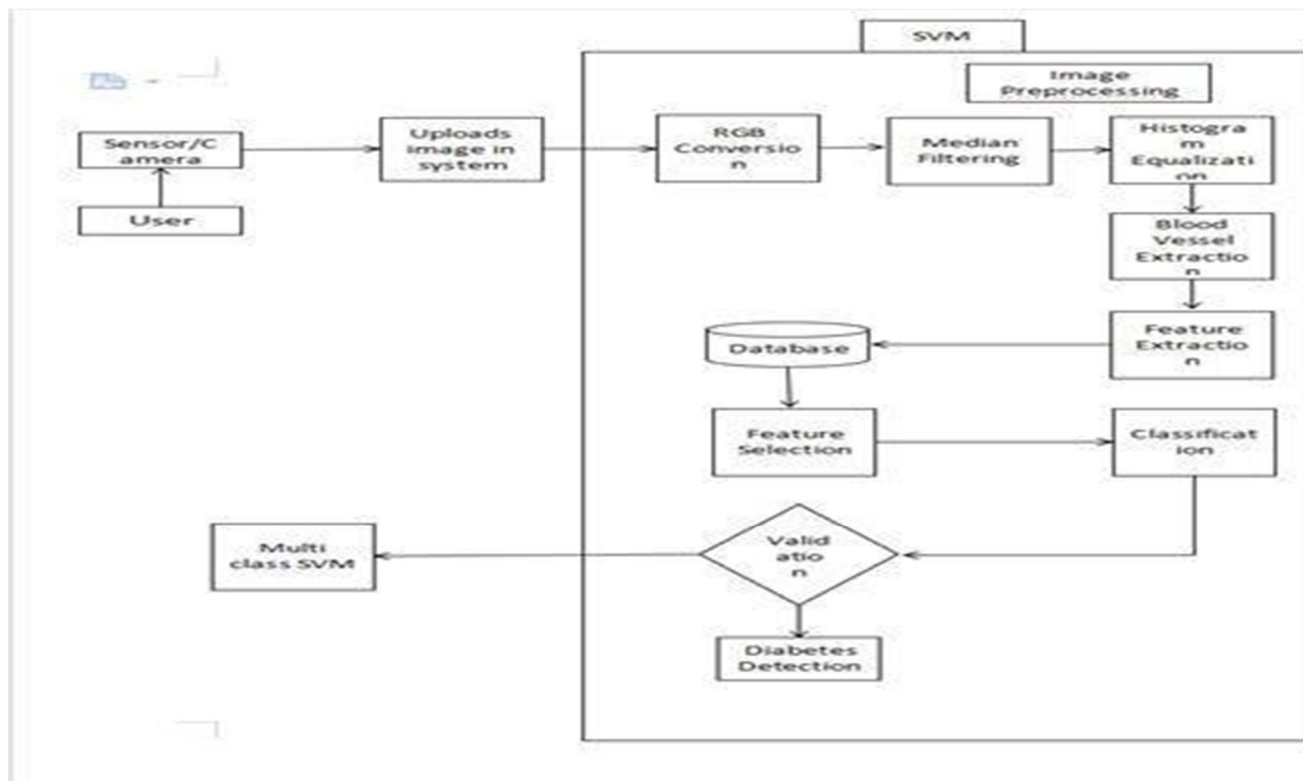 SVM
Image
Preprocessing
Sensor/C
amera
Uploads
Image in
system
RGB
Conversio
n
Median
Filtering
Histogra
m
Equalizati
on
User
Blood
Vessel
Extractio
n
Database
Feature
Extractio
n
Feature
Selection
Classificat
ion
Multi
class SVM
Valid
atio
n
Diabetes
Detection